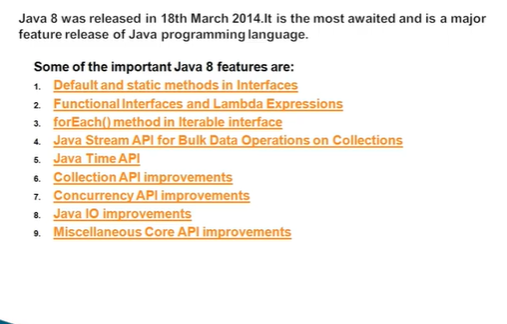 Java 8 was released in 18th March 2014.It is the most awaited and is a major
feature release of Java programming language.
Some of the important Java 8 features are:
1. Default and static methods in Interfaces
2. Functional Interfaces and Lambda Expressions
3. forEach() method in Iterable interface
4. Java Stream API for Bulk Data Operations on Collections
5. Java Time API
6. Collection API improvements
7. Concurrency API improvements
8. Java IO improvements
9. Miscellaneous Core API improvements